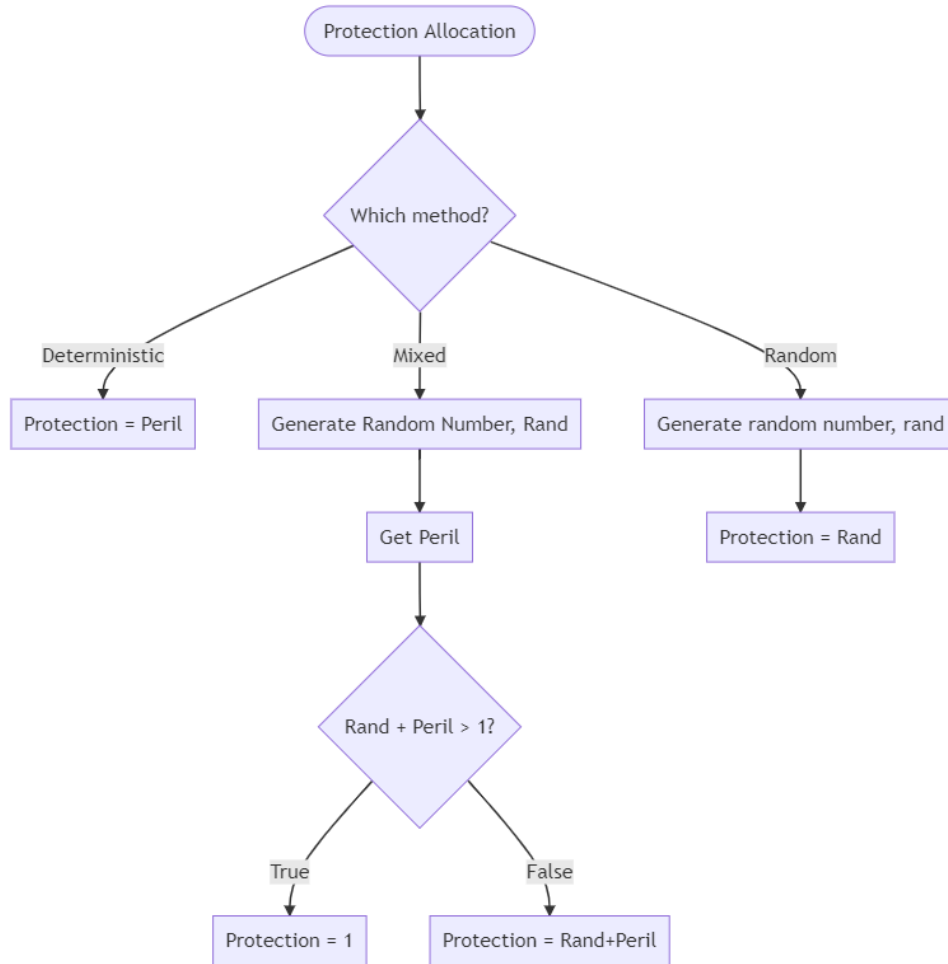 Protection Allocation
Which method?
Deterministic
Mixed
Random
Protection = Peril
Generate Random Number, Rand
Generate random number, rand
Get Peril
Protection = Rand
Rand + Peril > 1?
True
False
Protection = 1
Protection = Rand+Peril